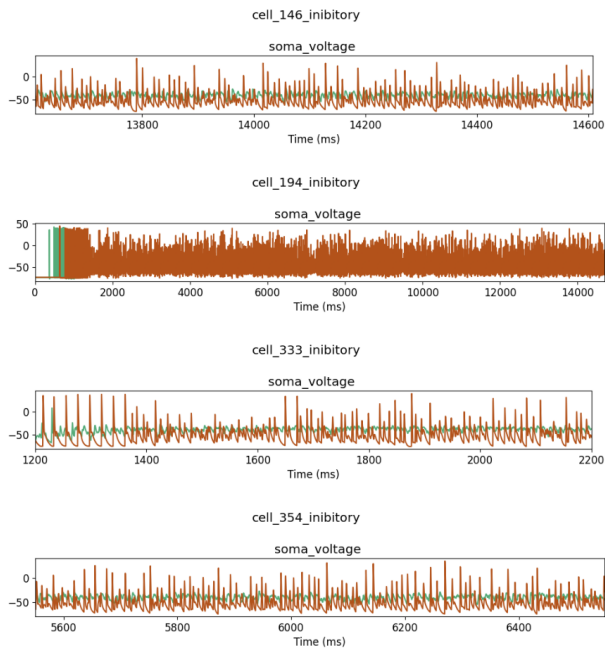 cell_146_inibitory
soma_voltage
0
−50
13800 14000 14200 14400 14600
Time (ms)
cell_194_inibitory
soma_voltage
50
0
−50
0 2000 4000 6000 8000 10000 12000 14000
Time (ms)
cell_333_inibitory
soma_voltage
0
−50
1200 1400 1600 1800 2000 2200
Time (ms)
cell_354_inibitory
soma_voltage
0
−50
5600 5800 6000 6200 6400
Time (ms)